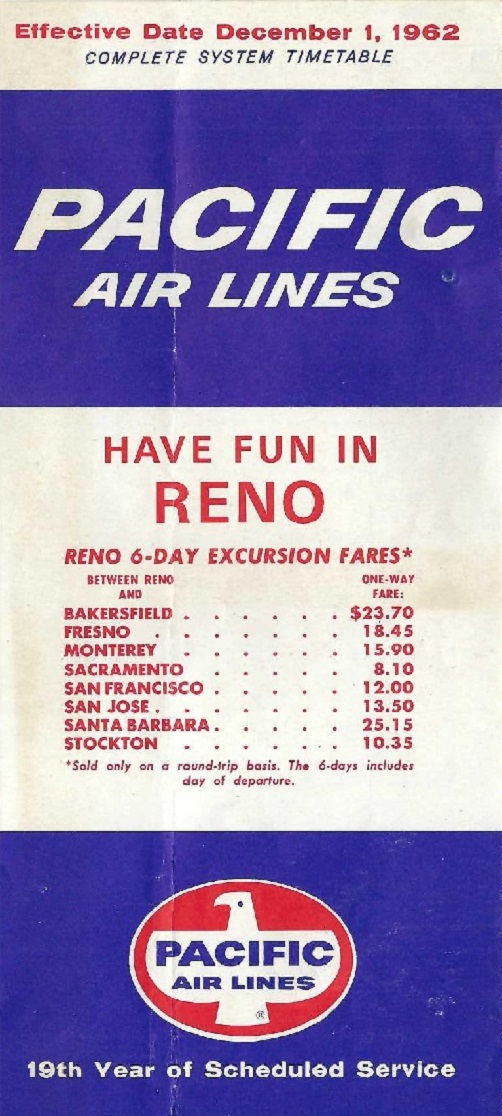 Effective Date December 1, 1962
COMPLETE SYSTEM TIMETABLE
PACIFIC
AIR LINES
HAVE FUN IN
RENO
RENO 6-DAY EXCURSION FARES*
BETWEEN RENO ONE-WAY
AND FARE:
BAKERSFIELD . . . . . . $23.70
FRESNO . . . . . . . 18.45
MONTEREY . . . . . . 15.90
SACRAMENTO . . . . . 8.10
SAN FRANCISCO . . . . . 12.00
SAN JOSE . . . . . . . 13.50
SANTA BARBARA . . . . . 25.15
STOCKTON . . . . . . 10.35
*Sold only on a round-trip basis. The 6-days includes
day of departure.
PACIFIC
AIR LINES
®
19th Year of Scheduled Service